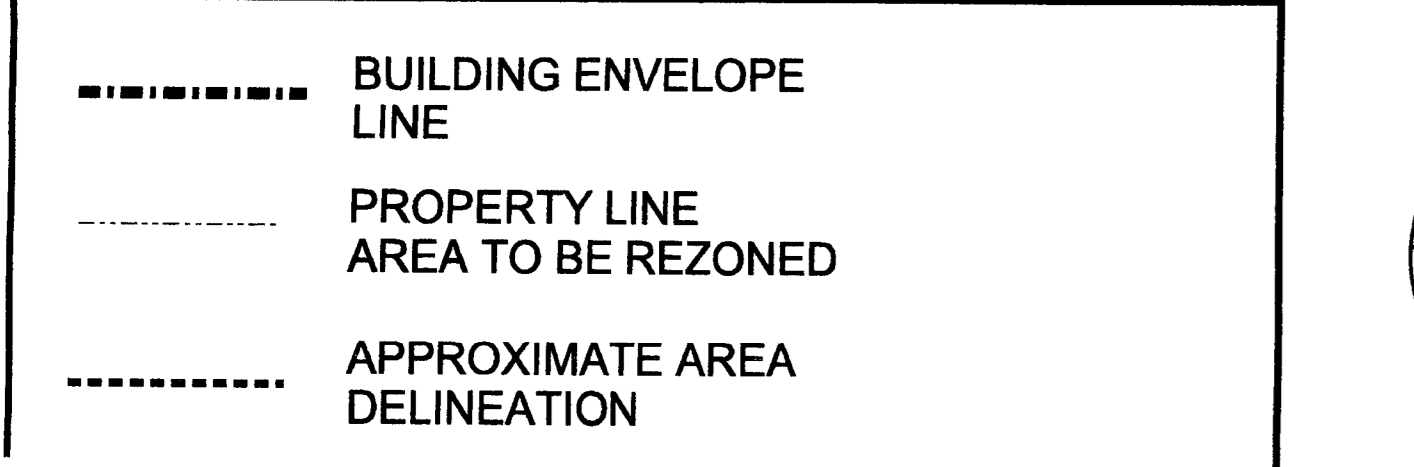 BUILDING ENVELOPE
LINE
PROPERTY LINE
AREA TO BE REZONED
APPROXIMATE AREA
DELINEATION